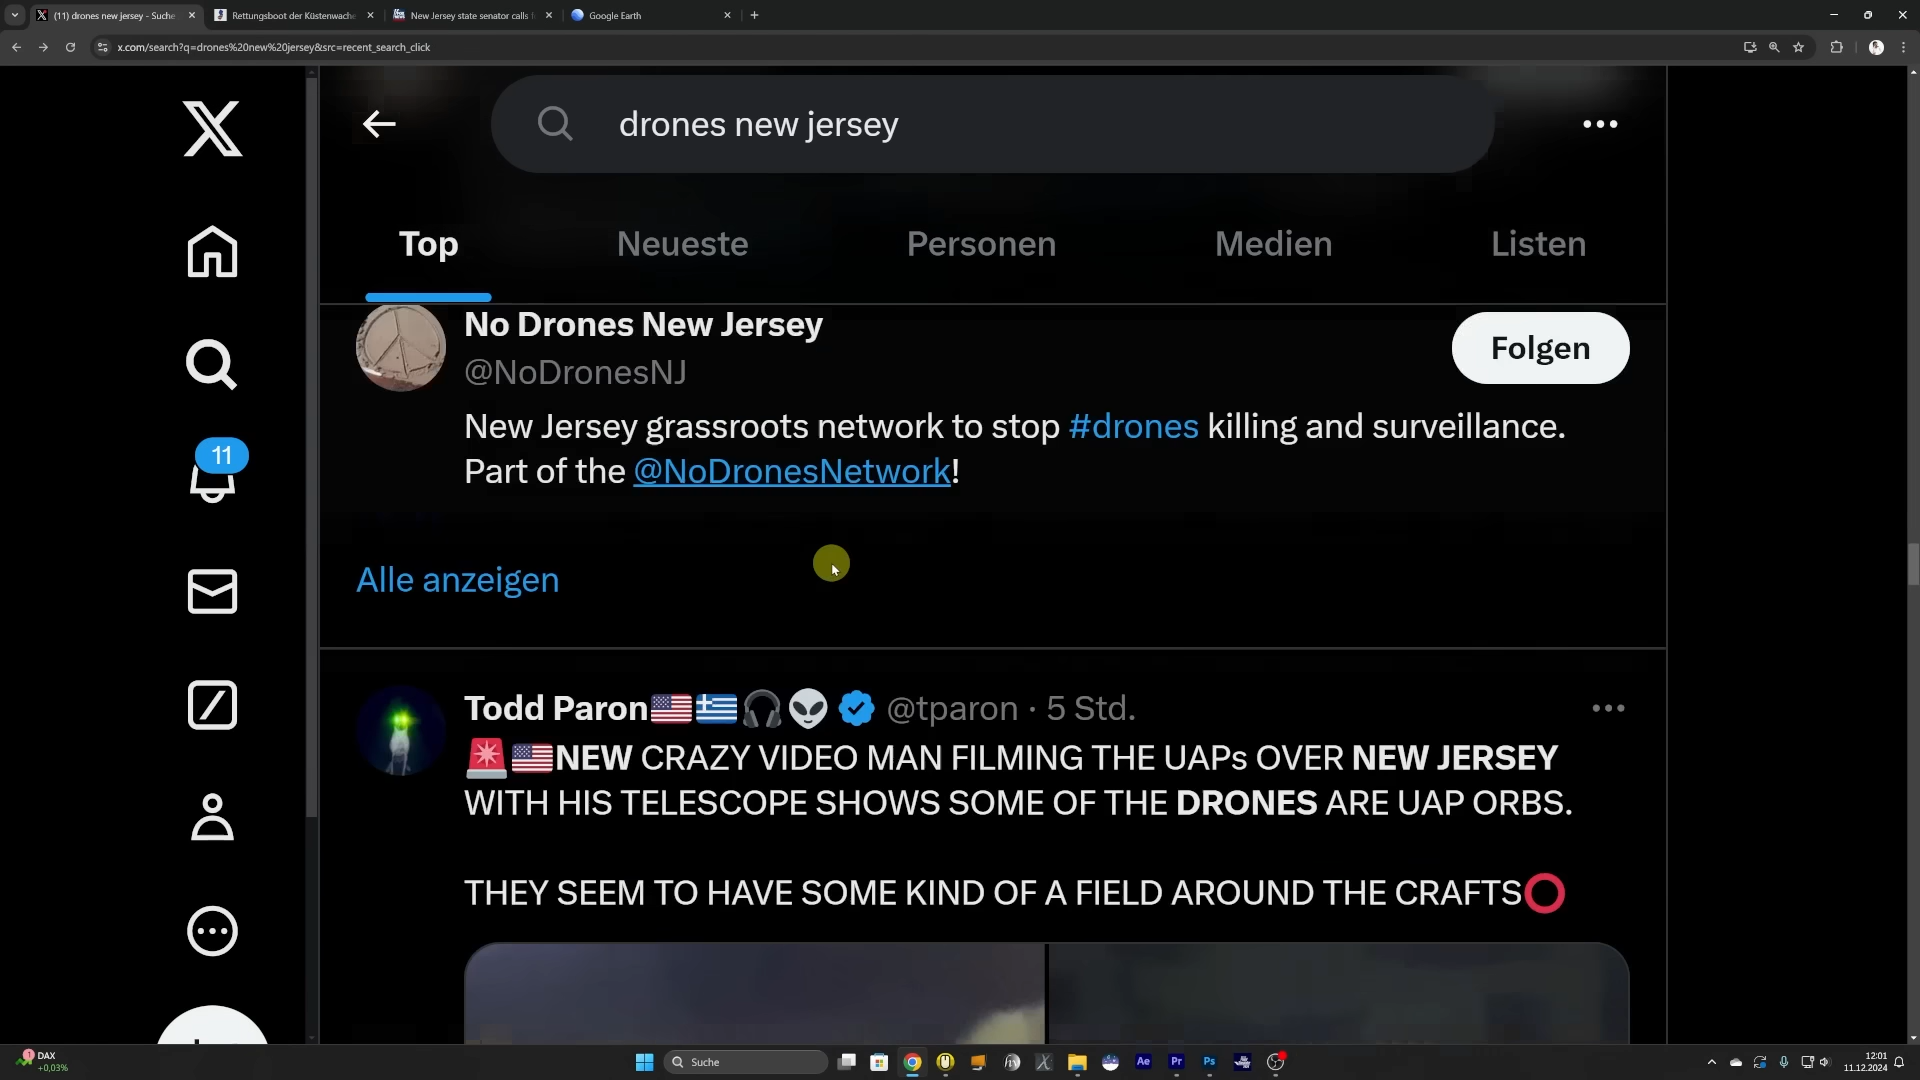 (11) drones new jersey - Suche
Rettungsboot der Küstenwache
New Jersey state senator calls
Google Earth
x.com/search?q=drones%20new%20jersey&src=recent_search_click
drones new jersey
Top
Neueste
Personen
Medien
Listen
No Drones New Jersey
@NoDronesNJ
Folgen
New Jersey grassroots network to stop #drones killing and surveillance.
Part of the @NoDronesNetwork!
11
Alle anzeigen
Todd Paron @tparon · 5 Std.
NEW CRAZY VIDEO MAN FILMING THE UAPs OVER NEW JERSEY
WITH HIS TELESCOPE SHOWS SOME OF THE DRONES ARE UAP ORBS.
THEY SEEM TO HAVE SOME KIND OF A FIELD AROUND THE CRAFTS
1
DAX
+0,03%
Suche
Ae
Pr
Ps
12:01
11.12.2024